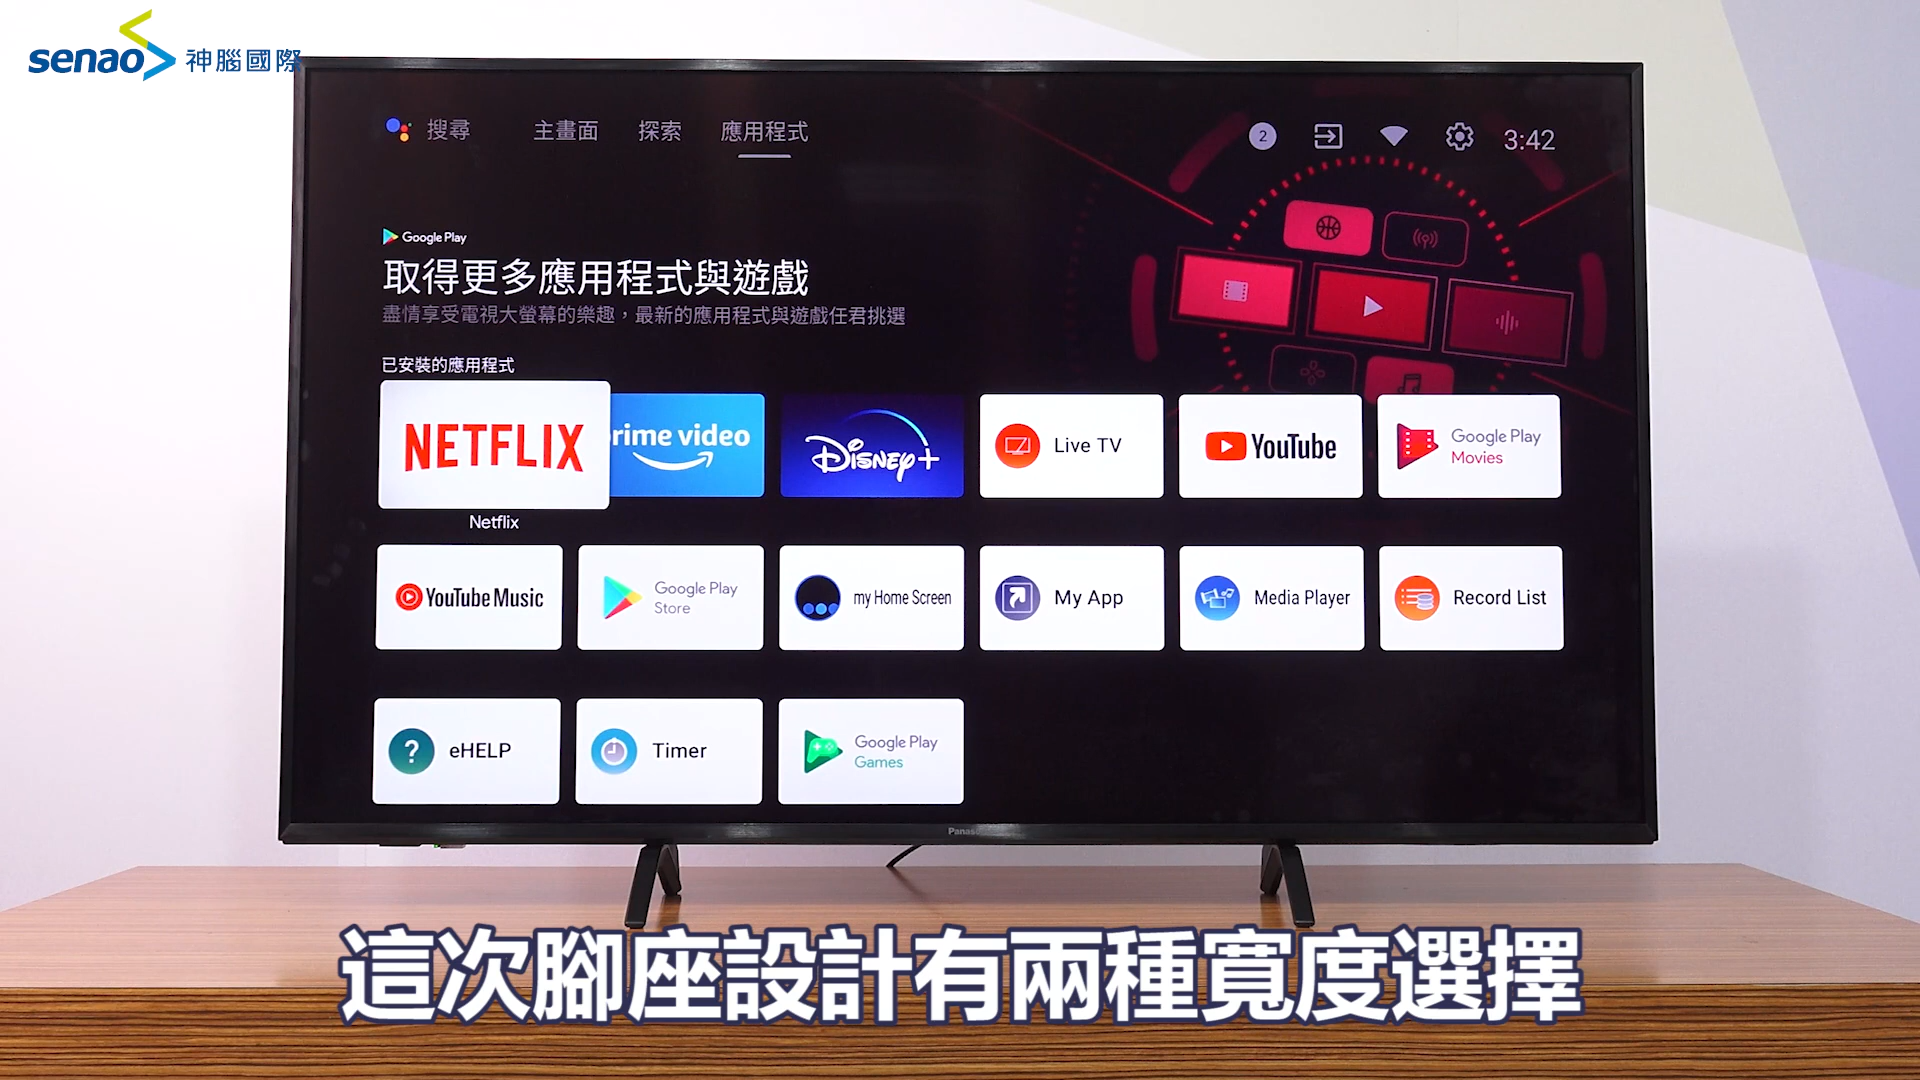 senao 神腦國際
搜尋 主畫面 探索 應用程式 2 3:42
Google Play
取得更多應用程式與遊戲
盡情享受電視大螢幕的樂趣，最新的應用程式與遊戲任君挑選
已安裝的應用程式
NETFLIX
rime video
Disney+
Live TV
YouTube
Google Play
Movies
Netflix
YouTube Music
Google Play
Store
my Home Screen
My App
Media Player
Record List
? eHELP
Timer
Google Play
Games
這次腳座設計有兩種寬度選擇